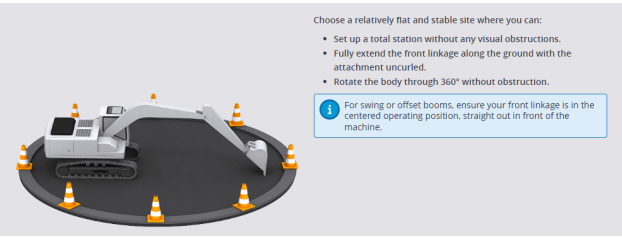 Choose a relatively flat and stable site where you can:
• Set up a total station without any visual obstructions.
• Fully extend the front linkage along the ground with the
attachment uncurled.
• Rotate the body through 360° without obstruction.
i
For swing or offset booms, ensure your front linkage is in the
centered operating position, straight out in front of the
machine.